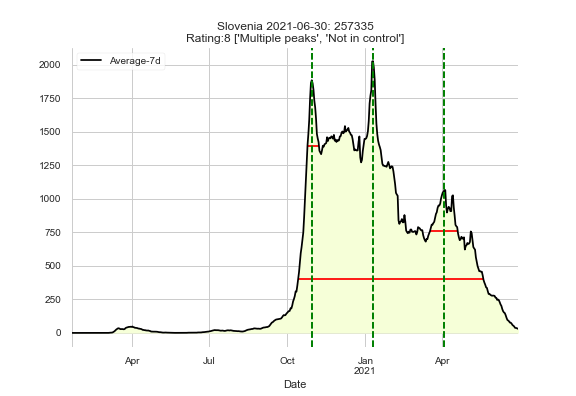 Slovenia 2021-06-30: 257335
Rating:8 ['Multiple peaks', 'Not in control']
Average-7d
2000
1750
1500
1250
1000
750
500
250
0
Apr
Jul
Oct
Jan
2021
Apr
Date